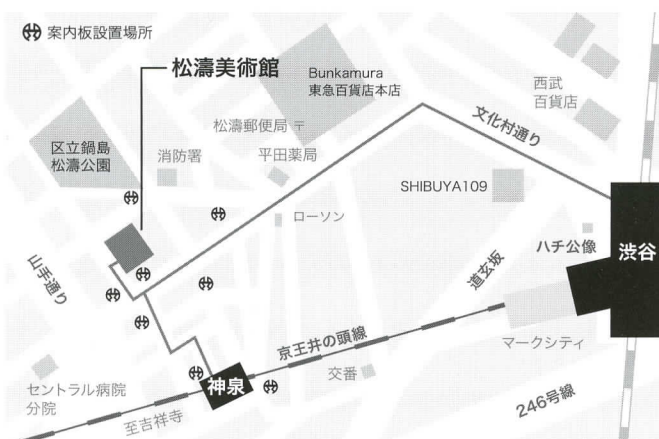 案内板設置場所
松濤美術館
Bunkamura
東急百貨店本店
西武
百貨店
文化村通り
松濤郵便局〒
区立鍋島
松濤公園
消防署
平田薬局
SHIBUYA109
ローソン
ハチ公像
渋谷
山手通り
道玄坂
京王井の頭線
マークシティ
神泉
交番
セントラル病院
分院
246号線
至吉祥寺